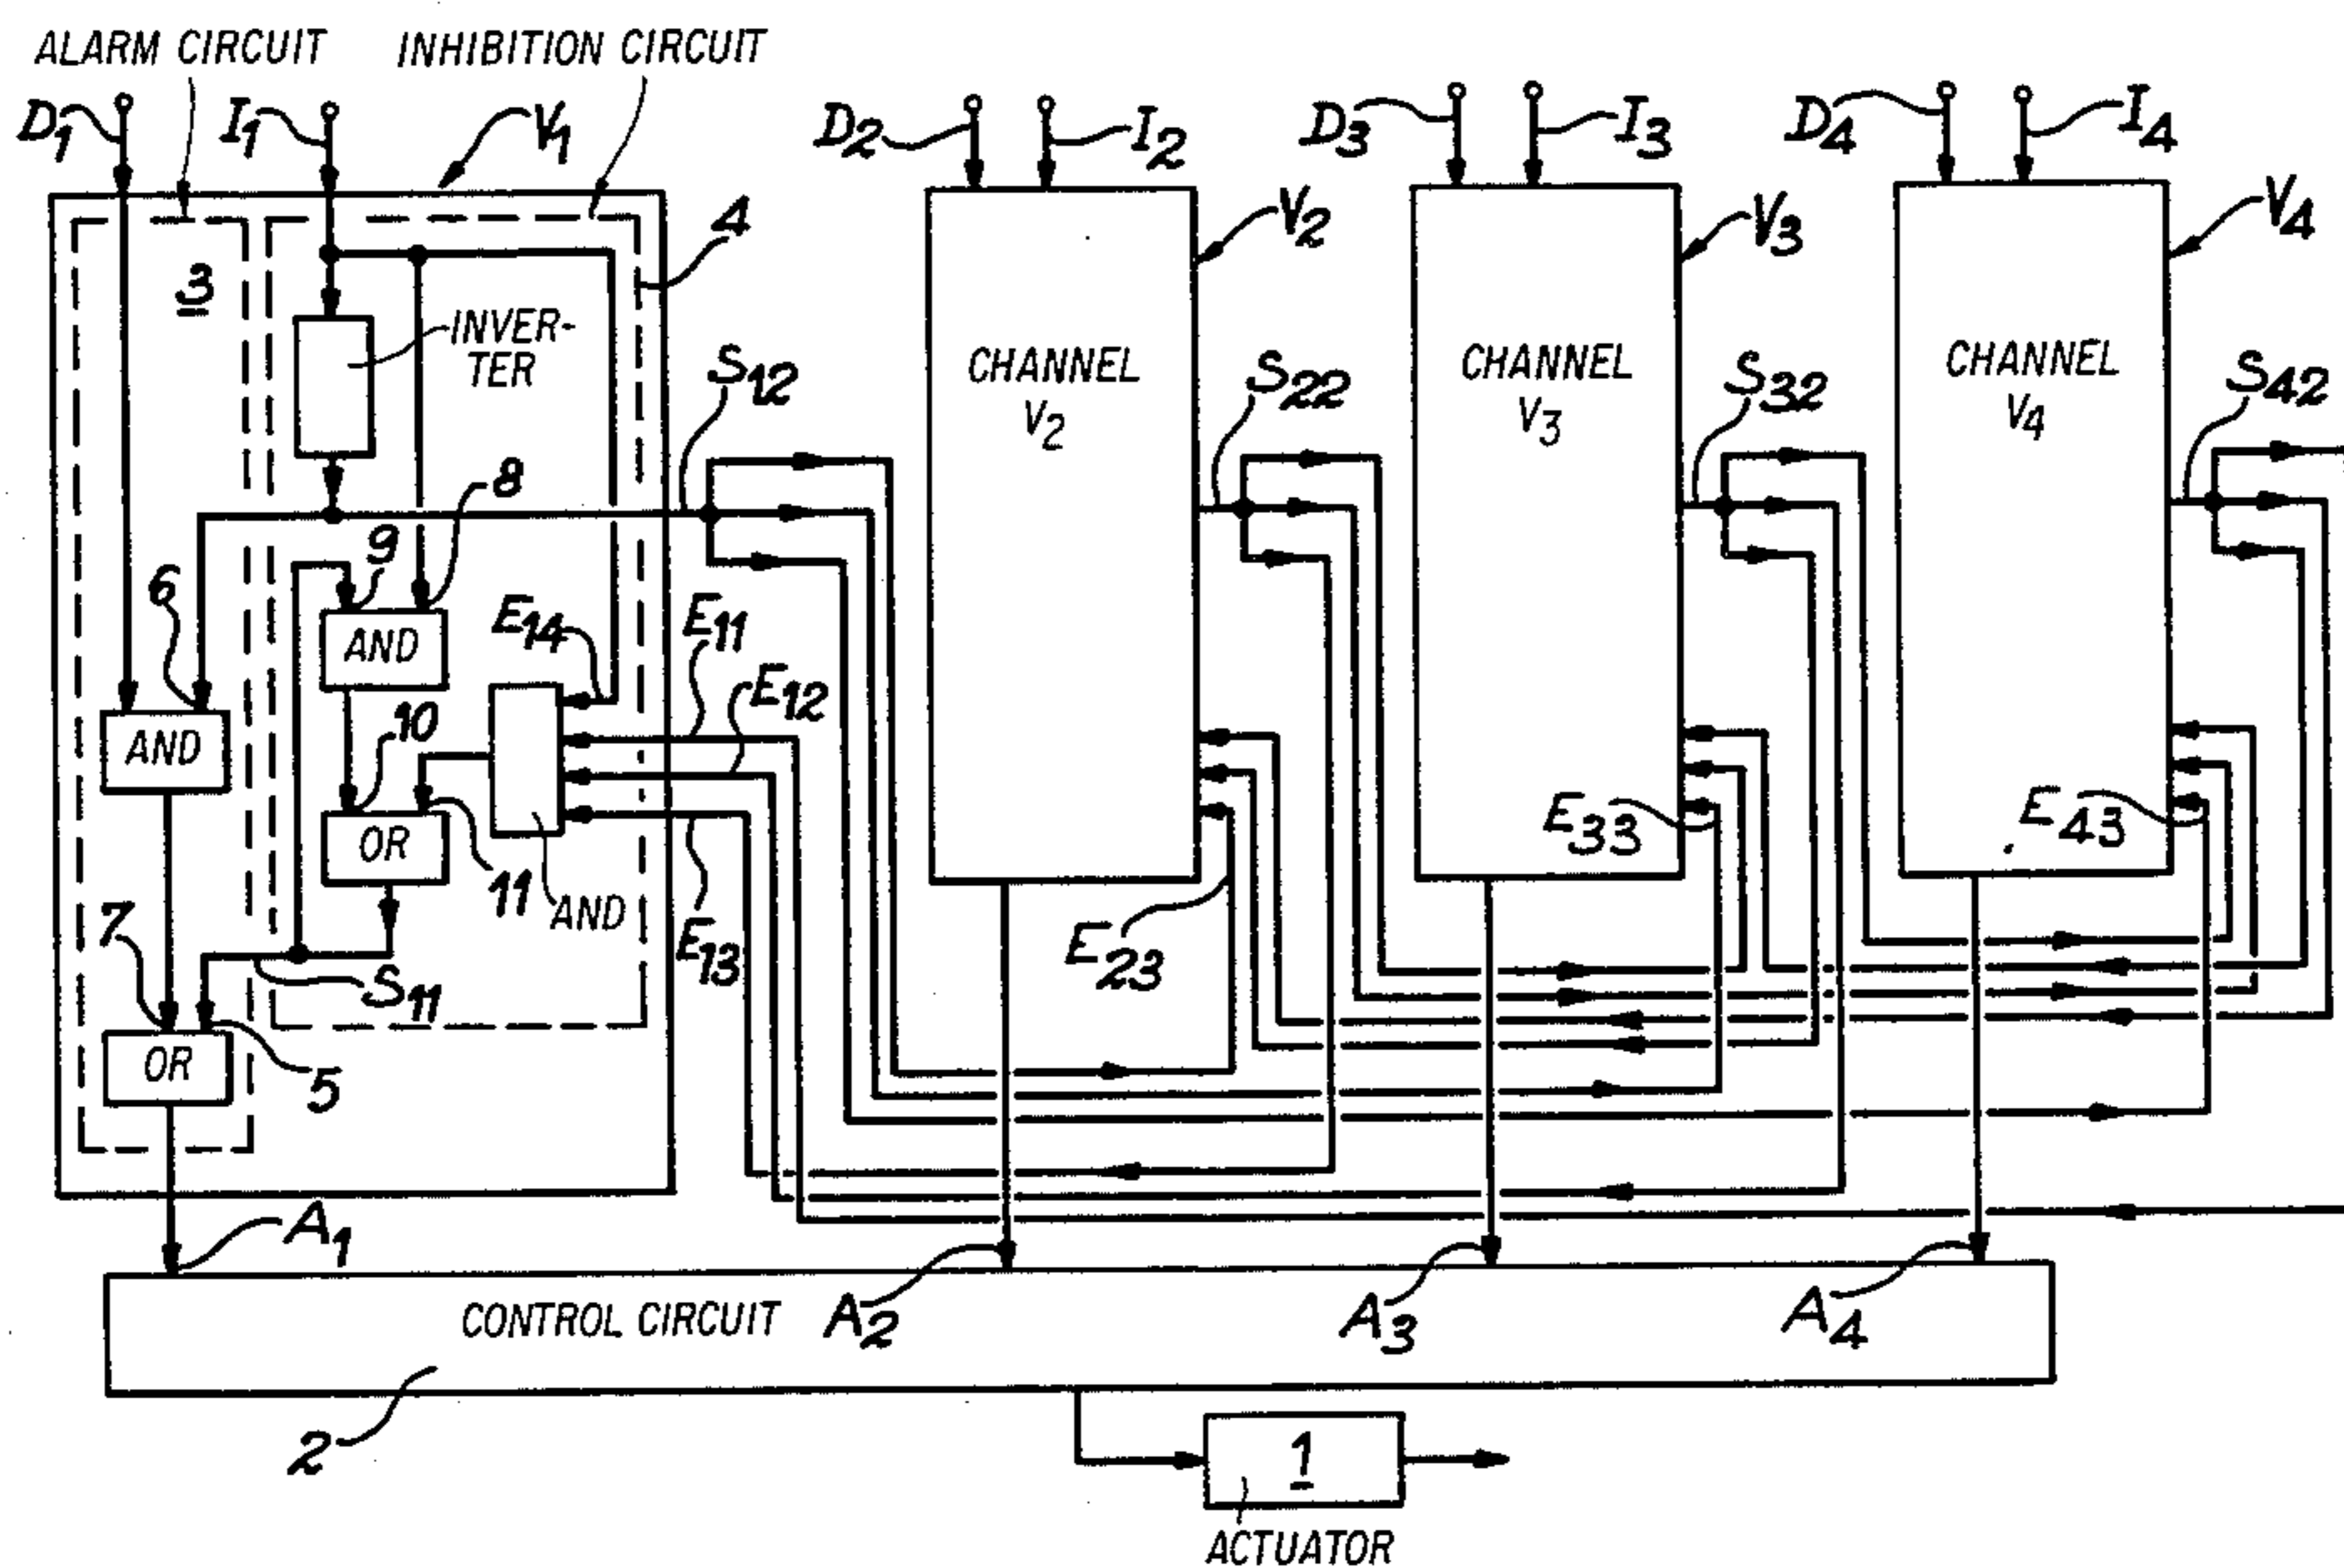 ALARM CIRCUIT
INHIBITION CIRCUIT
D1
I1
V1
D2
I2
D3
I3
D4
I4
4
V2
V3
V4
3
INVER-
TER
S12
CHANNEL
V2
S22
CHANNEL
V3
S32
CHANNEL
V4
S42
8
9
6
AND
E14
E11
E12
10
AND
OR
11
AND
E13
E23
E33
E43
7
S11
OR
5
A1
A2
A3
A4
CONTROL CIRCUIT
2
1
ACTUATOR